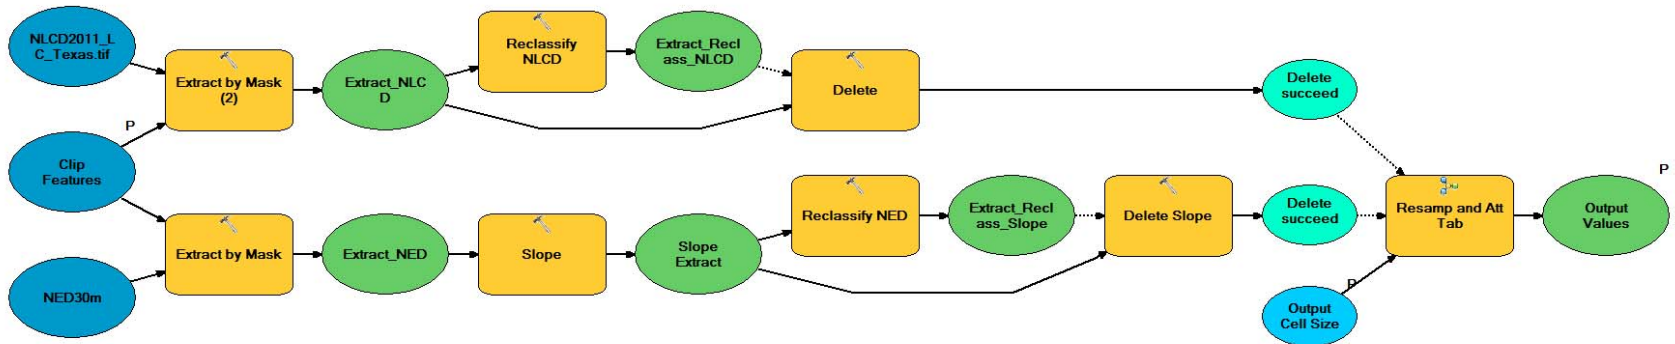 NLCD2011_L
C_Texas.tif
Extract by Mask
(2)
Extract_NLC
D
Reclassify
NLCD
Extract_Recl
ass_NLCD
Delete
Delete
succeed
P
Clip
Features
NED30m
Extract by Mask
Extract_NED
Slope
Slope
Extract
Reclassify NED
Extract_Recl
ass_Slope
Delete Slope
Delete
succeed
Resamp and Att
Tab
P
Output
Values
P
Output
Cell Size